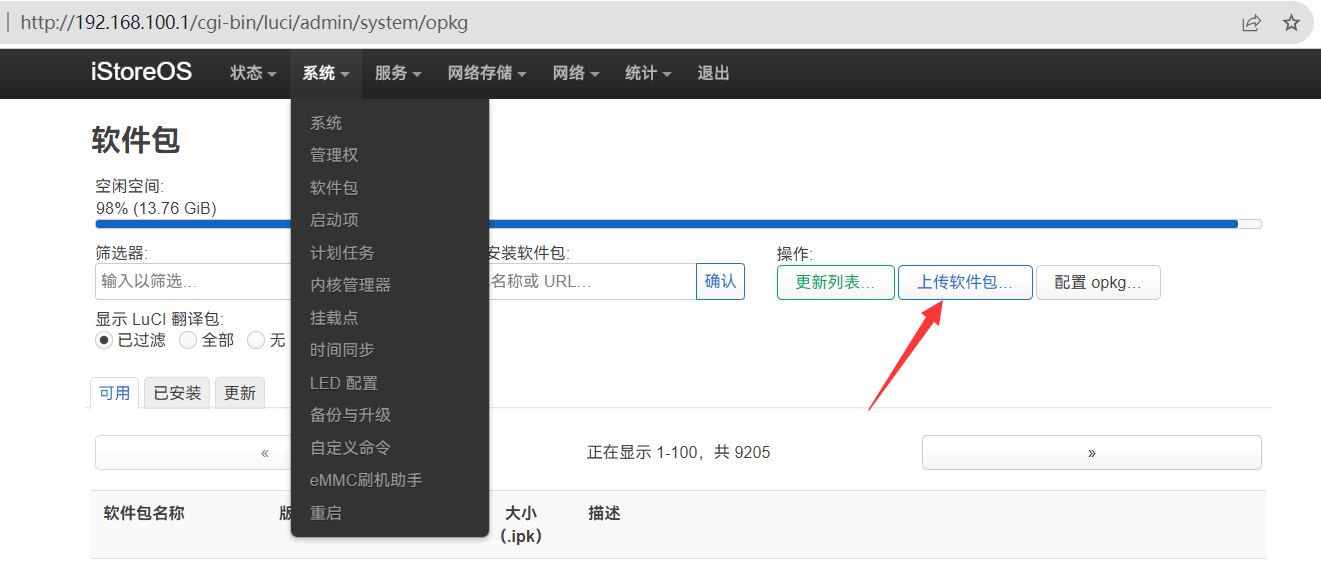 http://192.168.100.1/cgi-bin/luci/admin/system/opkg
iStoreOS 状态 系统 服务 网络存储 网络 统计 退出
系统
管理权
软件包
启动项
计划任务
内核管理器
挂载点
时间同步
LED 配置
备份与升级
自定义命令
eMMC刷机助手
重启
软件包
空闲空间:
98% (13.76 GiB)
筛选器: 安装软件包: 操作:
输入以筛选… 名称或 URL… 确认 更新列表… 上传软件包… 配置 opkg…
显示 LuCI 翻译包:
已过滤 全部 无
可用 已安装 更新
« 正在显示 1-100，共 9205 »
软件包名称 版 大小 描述
(.ipk)